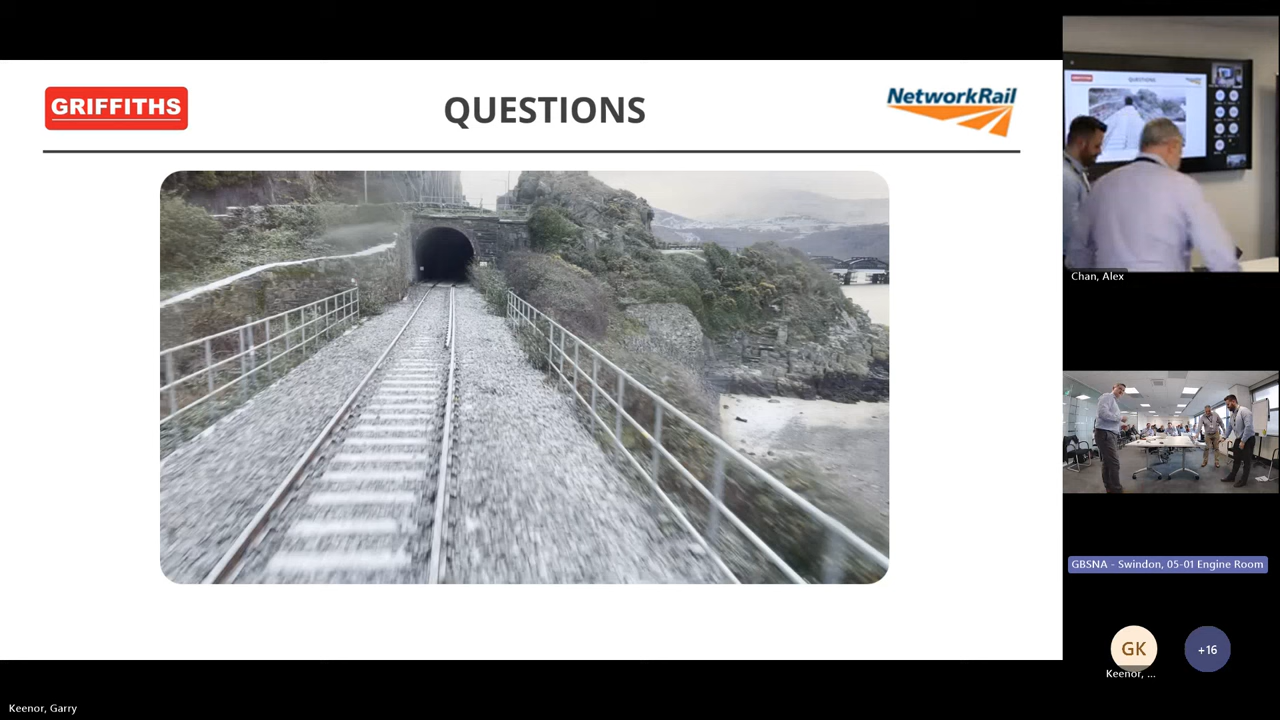 GRIFFITHS
QUESTIONS
NetworkRail
Chan, Alex
GBSNA - Swindon, 05-01 Engine Room
GK
+16
Keenor, ...
Keenor, Garry